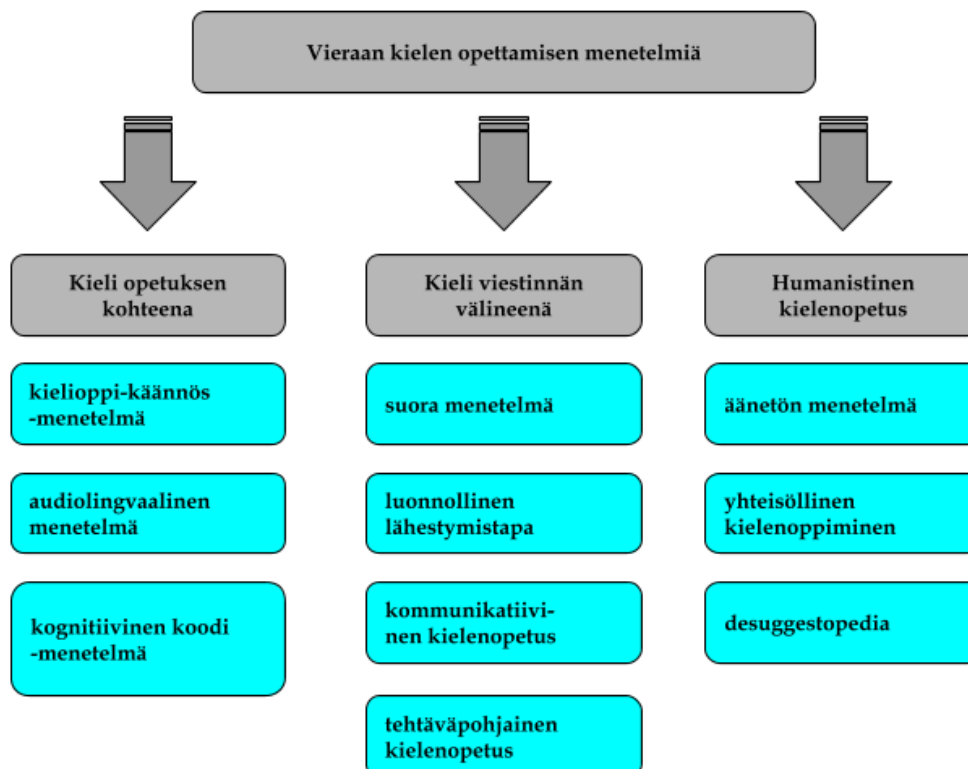 Vieraan kielen opettamisen menetelmiä
Kieli opetuksen
kohteena
kielioppi-käännös
-menetelmä
audiolingvaalinen
menetelmä
kognitiivinen koodi
-menetelmä
Kieli viestinnän
välineenä
suora menetelmä
luonnollinen
lähestymistapa
kommunikatiivi-
nen kielenopetus
tehtäväpohjainen
kielenopetus
Humanistinen
kielenopetus
äänetön menetelmä
yhteisöllinen
kielenoppiminen
desuggestopedia